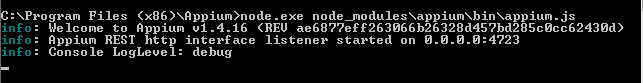 C:\Program Files (x86)\Appium>node.exe node_modules\appium\bin\appium.js
info: Welcome to Appium v1.4.16 (REV ae6877eff263066b26328d457bd285c0cc62430d)
info: Appium REST http interface listener started on 0.0.0.0:4723
info: Console LogLevel: debug